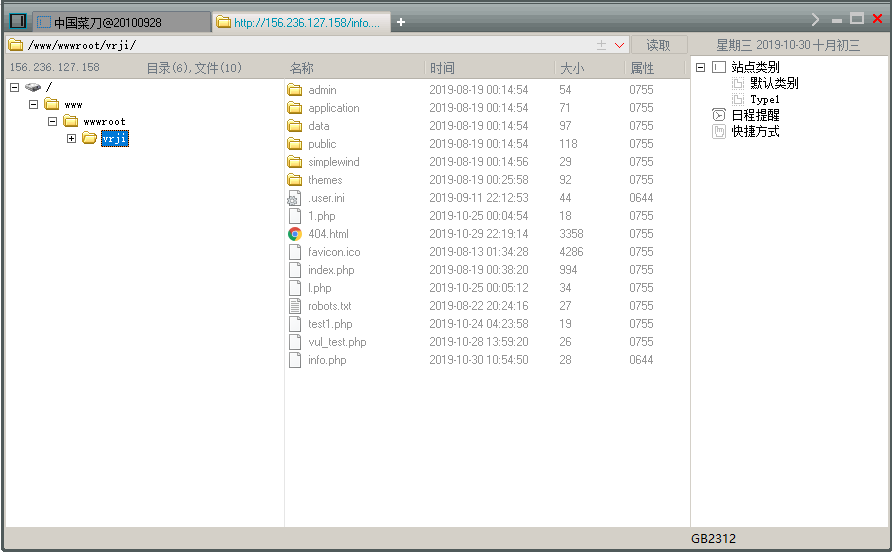 中国菜刀@20100928 http://156.236.127.158/info.... +
/www/wwwroot/vrji/ 读取 星期三 2019-10-30 十月初三
156.236.127.158 目录(6),文件(10) 名称 时间 大小 属性
/
www
wwwroot
vrji
admin 2019-08-19 00:14:54 54 0755
application 2019-08-19 00:14:54 71 0755
data 2019-08-19 00:14:54 97 0755
public 2019-08-19 00:14:54 118 0755
simplewind 2019-08-19 00:14:56 29 0755
themes 2019-08-19 00:25:58 92 0755
.user.ini 2019-09-11 22:12:53 44 0644
1.php 2019-10-25 00:04:54 18 0755
404.html 2019-10-29 22:19:14 3358 0755
favicon.ico 2019-08-13 01:34:28 4286 0755
index.php 2019-08-19 00:38:20 994 0755
l.php 2019-10-25 00:05:12 34 0755
robots.txt 2019-08-22 20:24:16 27 0755
test1.php 2019-10-24 04:23:58 19 0755
vul_test.php 2019-10-28 13:59:20 26 0755
info.php 2019-10-30 10:54:50 28 0644
站点类别
默认类别
Type1
日程提醒
快捷方式
GB2312